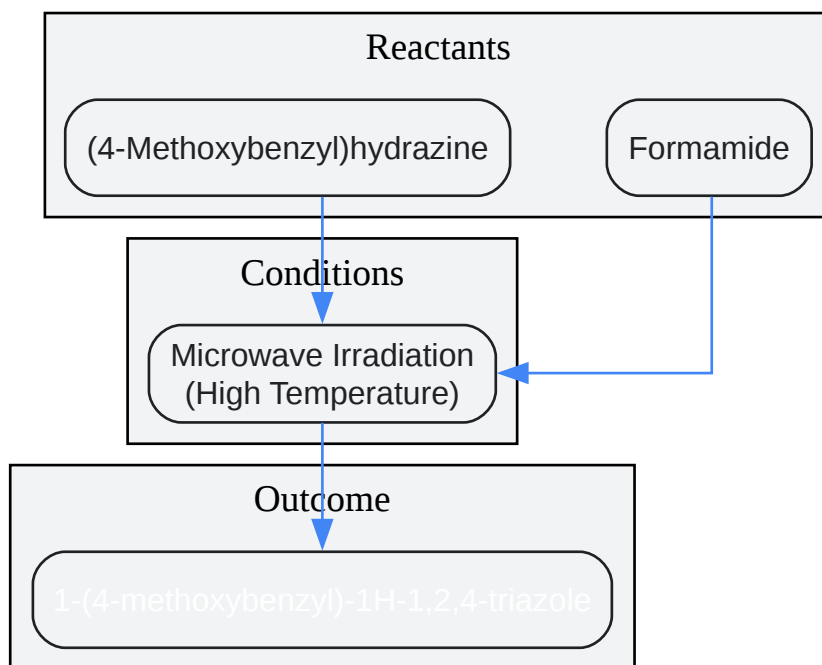 Reactants
(4-Methoxybenzyl)hydrazine
Formamide
Conditions
Microwave Irradiation
(High Temperature)
Outcome
1-(4-methoxybenzyl)-1H-1,2,4-triazole